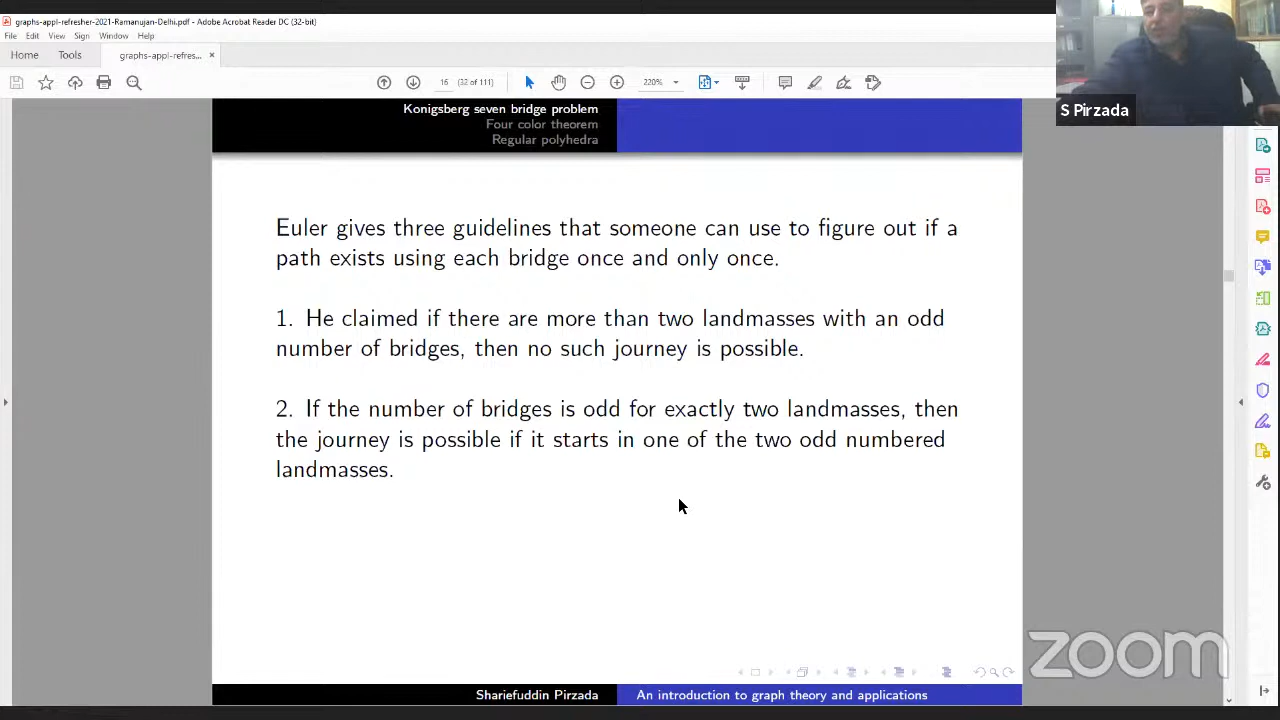 graphs-appl-refresher-2021-Ramanujan-Delhi.pdf - Adobe Acrobat Reader DC (32-bit)
File Edit View Sign Window Help
Home Tools graphs-appl-refres... ×
16 (32 of 111) 220%
S Pirzada
Konigsberg seven bridge problem
Four color theorem
Regular polyhedra
Euler gives three guidelines that someone can use to figure out if a
path exists using each bridge once and only once.
1. He claimed if there are more than two landmasses with an odd
number of bridges, then no such journey is possible.
2. If the number of bridges is odd for exactly two landmasses, then
the journey is possible if it starts in one of the two odd numbered
landmasses.
zoom
Shariefuddin Pirzada An introduction to graph theory and applications